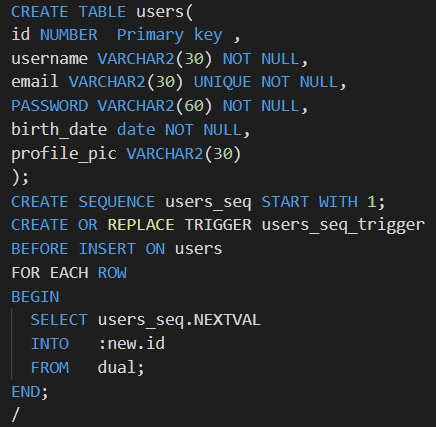 CREATE TABLE users(
id NUMBER  Primary key ,
username VARCHAR2(30) NOT NULL,
email VARCHAR2(30) UNIQUE NOT NULL,
PASSWORD VARCHAR2(60) NOT NULL,
birth_date date NOT NULL,
profile_pic VARCHAR2(30)
);
CREATE SEQUENCE users_seq START WITH 1;
CREATE OR REPLACE TRIGGER users_seq_trigger
BEFORE INSERT ON users
FOR EACH ROW
BEGIN
  SELECT users_seq.NEXTVAL
  INTO   :new.id
  FROM   dual;
END;
/